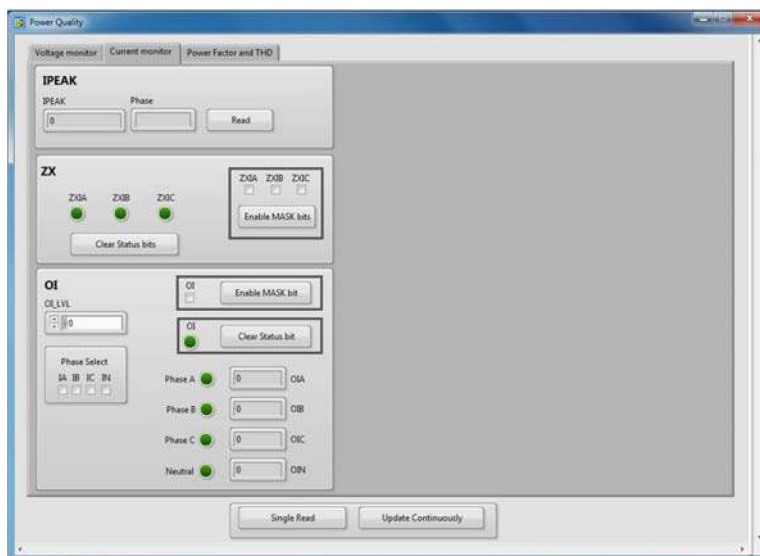 Power Quality
Voltage monitor Current monitor Power Factor and THD
IPEAK
IPEAK Phase
0 Read
ZX
ZXIA ZXIB ZXIC
Clear Status bits
ZXIA ZXIB ZXIC
Enable MASK bits
OI
OI_LVL
0
Phase Select
IA IB IC IN
OI Enable MASK bit
OI Clear Status bit
Phase A 0 OIA
Phase B 0 OIB
Phase C 0 OIC
Neutral 0 OIN
Single Read Update Continuously